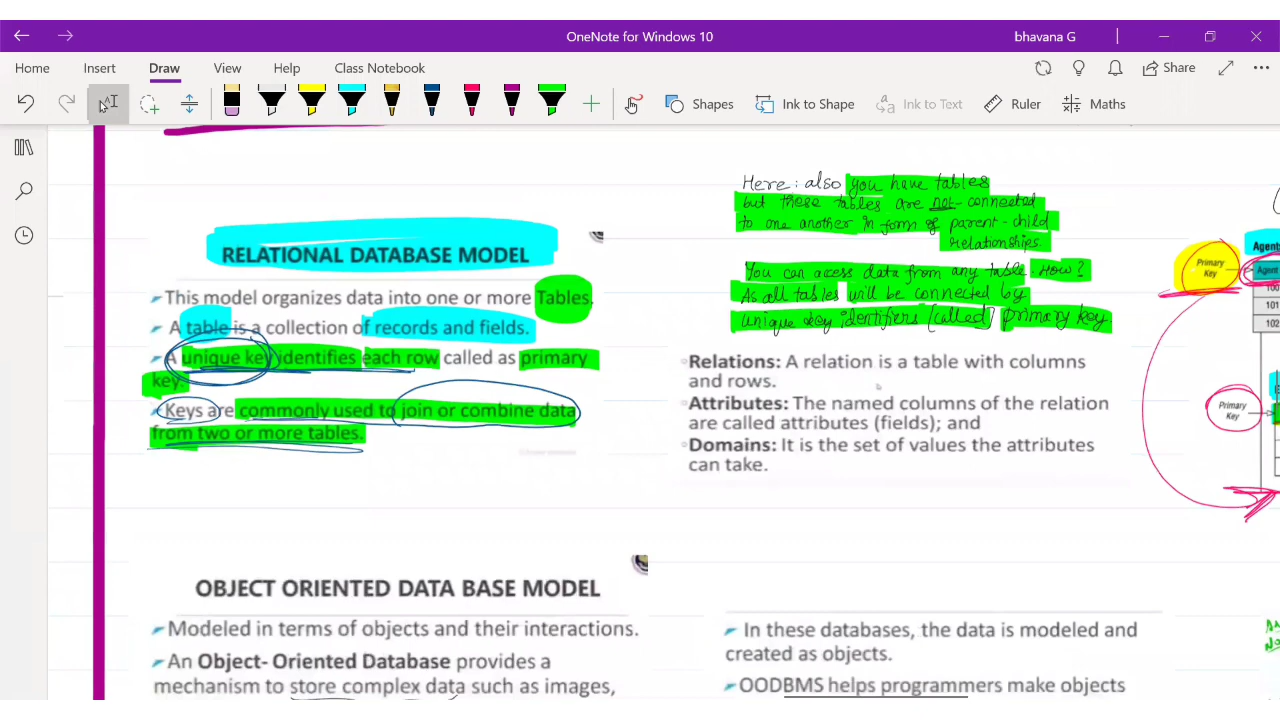 OneNote for Windows 10
bhavana G
Home Insert Draw View Help Class Notebook
Share
Shapes Ink to Shape Ink to Text Ruler Maths
RELATIONAL DATABASE MODEL
This model organizes data into one or more Tables.
A table is a collection of records and fields.
A unique key identifies each row called as primary
key.
Keys are commonly used to join or combine data
from two or more tables.
Here: also you have tables
but these tables are not connected
to one another in form of parent-child
relationships.
You can access data from any table. How?
As all tables will be connected by
unique key identifiers [called] primary key.
Relations: A relation is a table with columns
and rows.
Attributes: The named columns of the relation
are called attributes (fields); and
Domains: It is the set of values the attributes
can take.
Primary
Key
Agent
100
101
102
Primary
Key
OBJECT ORIENTED DATA BASE MODEL
Modeled in terms of objects and their interactions.
An Object- Oriented Database provides a
mechanism to store complex data such as images,
In these databases, the data is modeled and
created as objects.
OODBMS helps programmers make objects